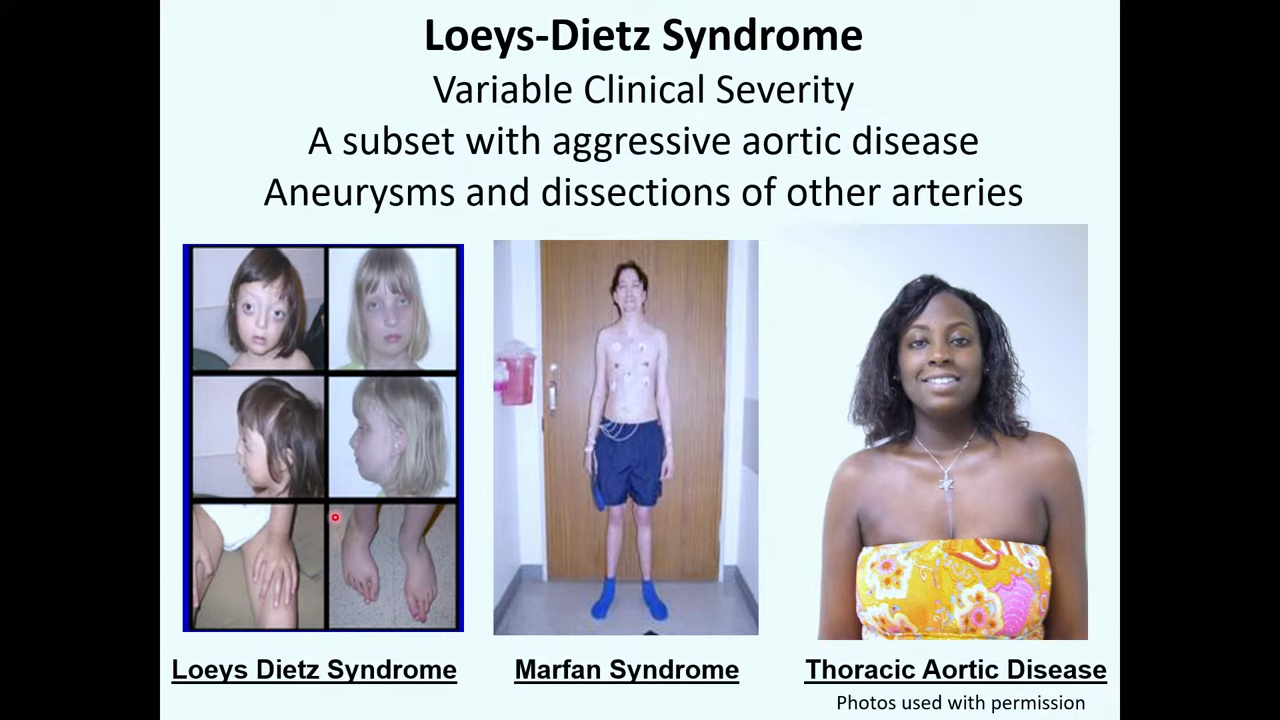 Loeys-Dietz Syndrome
Variable Clinical Severity
A subset with aggressive aortic disease
Aneurysms and dissections of other arteries
Loeys Dietz Syndrome
Marfan Syndrome
Thoracic Aortic Disease
Photos used with permission